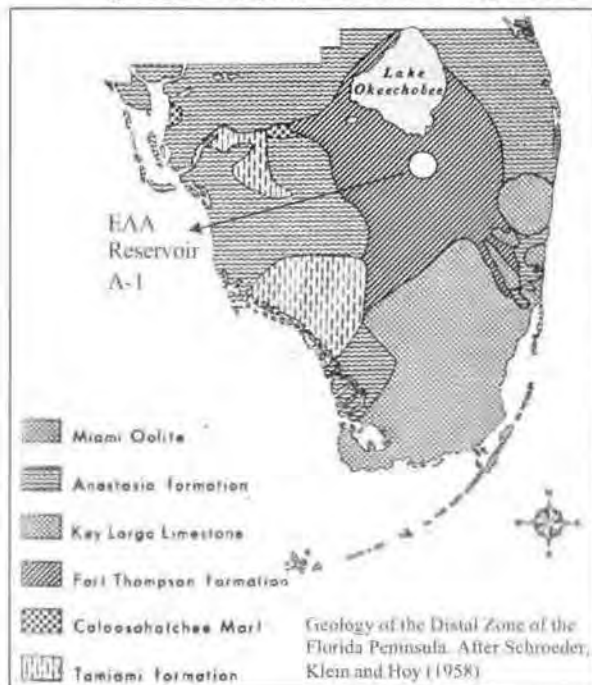 Lake
Okeechobee
EAA
Reservoir
A-1
Miami Oolite
Anastasia formation
Key Largo Limestone
Fort Thompson formation
Caloosahatchee Marl
Tamiami formation
Geology of the Distal Zone of the
Florida Peninsula. After Schroeder,
Klein and Hoy (1958)